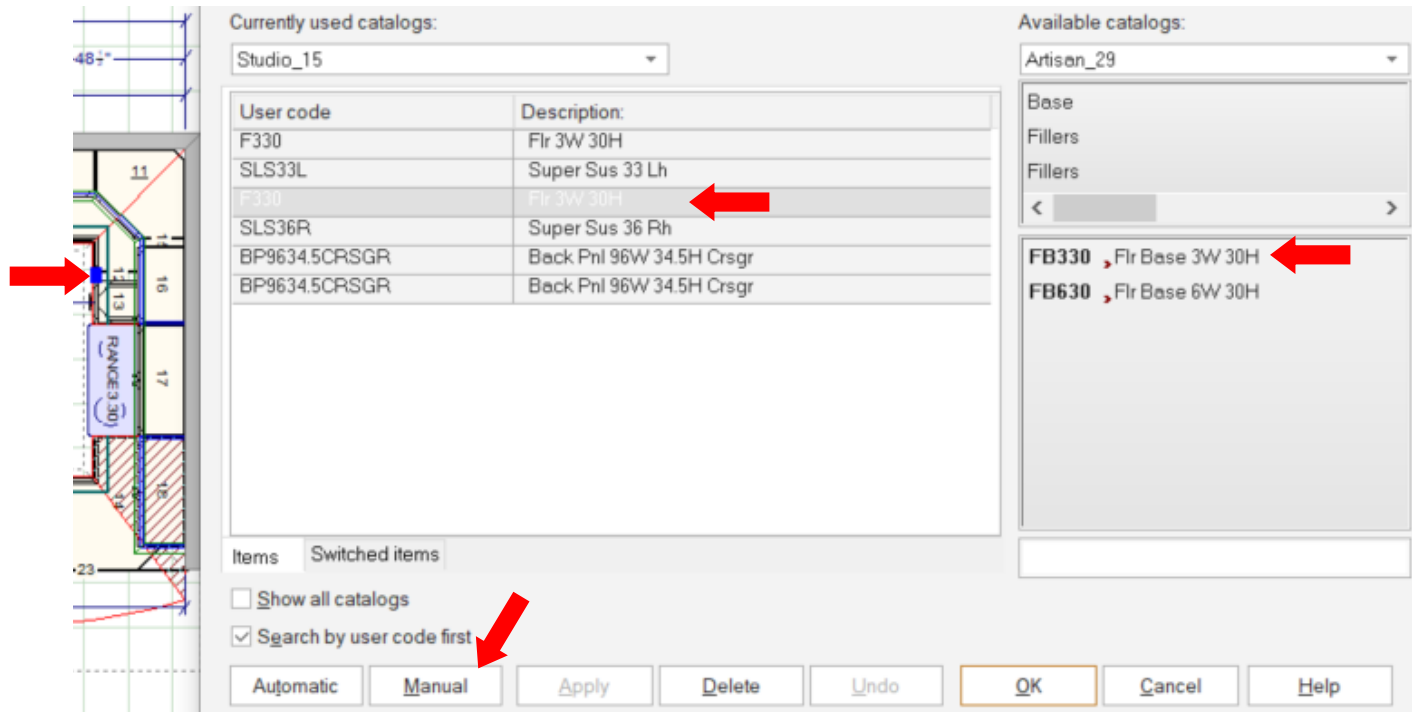 Currently used catalogs:
Studio_15
Available catalogs:
Artisan_29
User code Description:
F330 Flr 3W 30H
SLS33L Super Sus 33 Lh
F330 Flr 3W 30H
SLS36R Super Sus 36 Rh
BP9634.5CRSGR Back Pnl 96W 34.5H Crsgr
BP9634.5CRSGR Back Pnl 96W 34.5H Crsgr
Base
Fillers
Fillers
FB330 Flr Base 3W 30H
FB630 Flr Base 6W 30H
Items Switched items
Show all catalogs
Search by user code first
Automatic Manual Apply Delete Undo OK Cancel Help
11
12
13
16
RANGE3.30
17
18
14
23